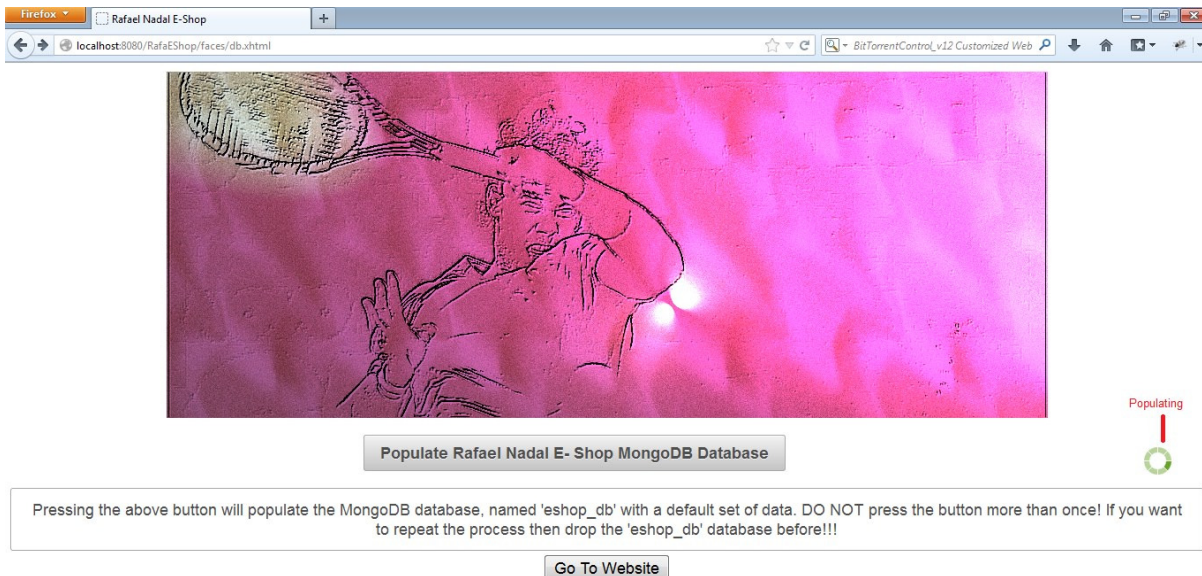 Firefox
Rafael Nadal E-Shop
localhost:8080/RafaEShop/faces/db.xhtml
BitTorrentControl_v12 Customized Web
Populating
Populate Rafael Nadal E- Shop MongoDB Database
Pressing the above button will populate the MongoDB database, named 'eshop_db' with a default set of data. DO NOT press the button more than once! If you want
to repeat the process then drop the 'eshop_db' database before!!!
Go To Website